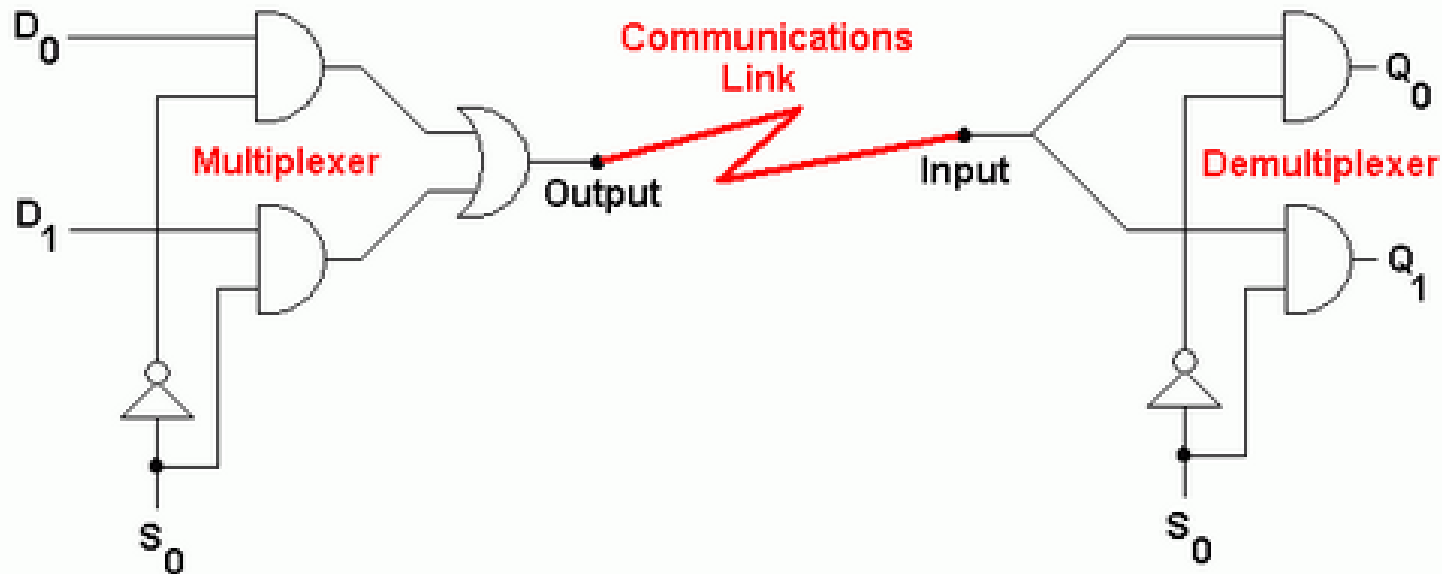 D0
Communications
Link
Q0
Multiplexer
Output
Input
Demultiplexer
D1
Q1
S0
S0